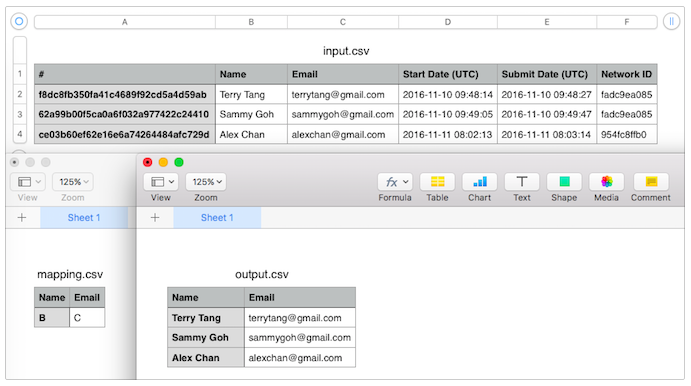 A B C D E F
input.csv
1 # Name Email Start Date (UTC) Submit Date (UTC) Network ID
2 f8dc8fb350fa41c4689f92cd5a4d59ab Terry Tang terrytang@gmail.com 2016-11-10 09:48:14 2016-11-10 09:48:27 fadc9ea085
3 62a99b00f5ca0a6f032a977422c24410 Sammy Goh sammygoh@gmail.com 2016-11-10 09:49:05 2016-11-10 09:49:47 fadc9ea085
4 ce03b60ef62e16e6a74264484afc729d Alex Chan alexchan@gmail.com 2016-11-11 08:02:13 2016-11-11 08:03:14 954fc8ffb0
125%
View Zoom
Sheet 1
mapping.csv
Name Email
B C
125%
View Zoom Formula Table Chart Text Shape Media Comment
Sheet 1
output.csv
Name Email
Terry Tang terrytang@gmail.com
Sammy Goh sammygoh@gmail.com
Alex Chan alexchan@gmail.com